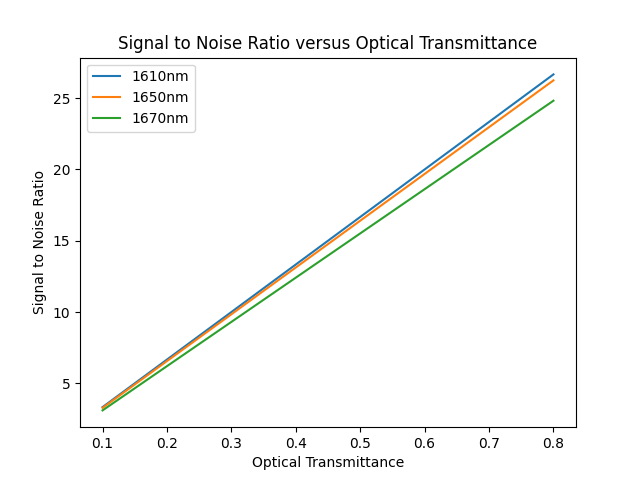 Signal to Noise Ratio versus Optical Transmittance
1610nm
1650nm
1670nm
Signal to Noise Ratio
25
20
15
10
5
0.1 0.2 0.3 0.4 0.5 0.6 0.7 0.8
Optical Transmittance